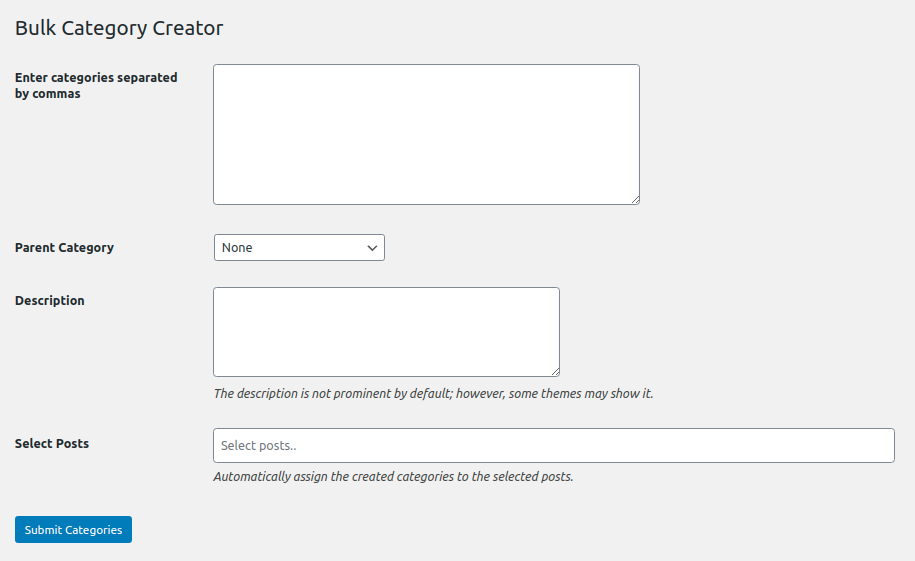 Bulk Category Creator
Enter categories separated
by commas
Parent Category
None
Description
The description is not prominent by default; however, some themes may show it.
Select Posts
Select posts..
Automatically assign the created categories to the selected posts.
Submit Categories